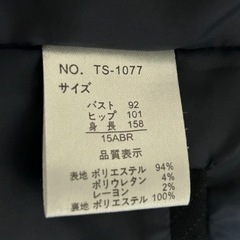 NO. TS-1077
サイズ
バスト 92
ヒップ 101
身長 158
15ABR
品質表示
表地 ポリエステル 94%
ポリウレタン 4%
レーヨン 2%
裏地 ポリエステル 100%